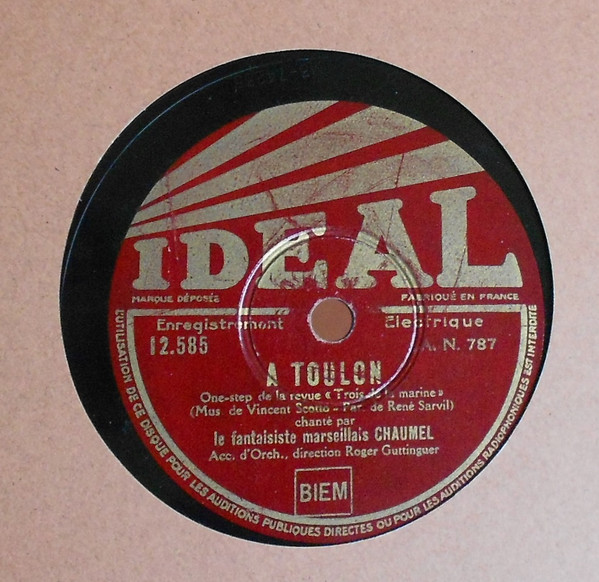 IDÉAL
MARQUE DÉPOSÉE FABRIQUÉ EN FRANCE
Enregistrement Électrique
12.585 A. N. 787
A TOULON
One-step de la revue « Trois de la marine »
(Mus. de Vincent Scotto - Par. de René Sarvil)
chanté par
le fantaisiste marseillais CHAUMEL
Acc. d'Orch., direction Roger Guttinguer
BIEM
L'UTILISATION DE CE DISQUE POUR LES AUDITIONS PUBLIQUES DIRECTES OU POUR LES AUDITIONS RADIOPHONIQUES EST INTERDITE